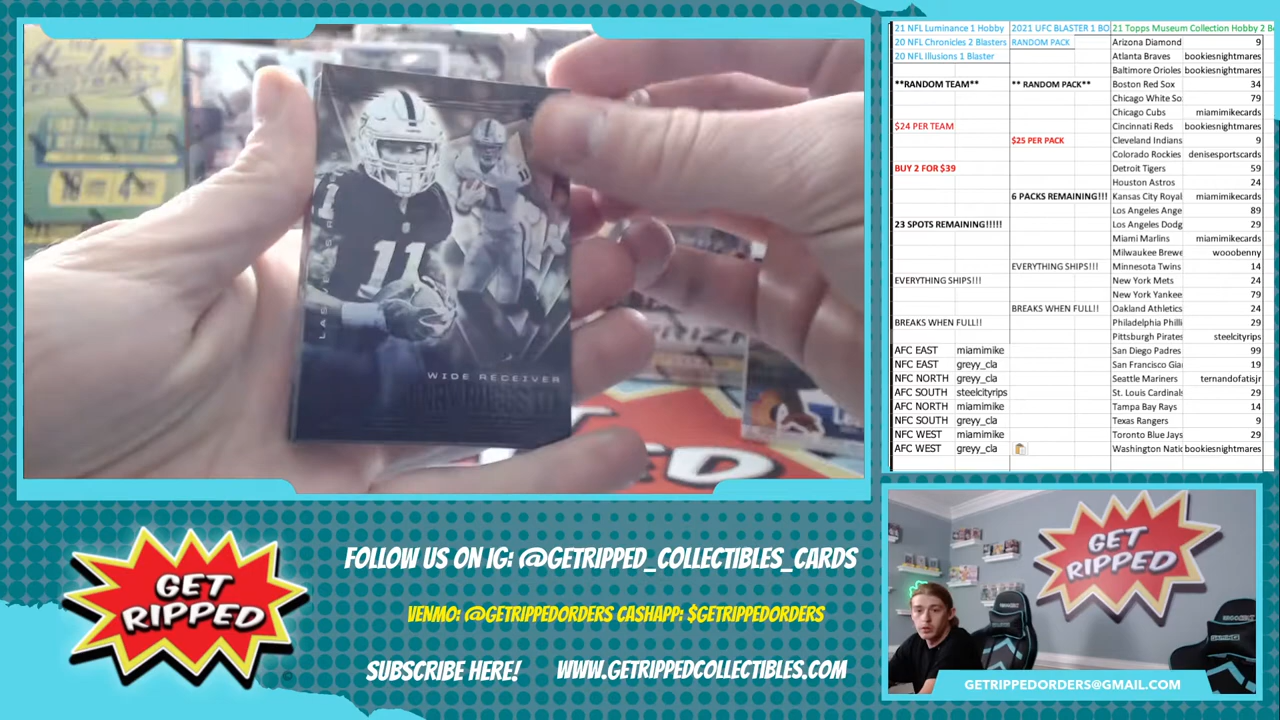 11
WIDE RECEIVER
21 NFL Luminance 1 Hobby
20 NFL Chronicles 2 Blasters
20 NFL Illusions 1 Blaster
**RANDOM TEAM**
$24 PER TEAM
BUY 2 FOR $39
23 SPOTS REMAINING!!!!!
EVERYTHING SHIPS!!!
BREAKS WHEN FULL!!
AFC EAST miamimike
NFC EAST greyy_cla
NFC NORTH greyy_cla
AFC SOUTH steelcityrips
AFC NORTH miamimike
NFC SOUTH greyy_cla
NFC WEST miamimike
AFC WEST greyy_cla
2021 UFC BLASTER 1 BO
RANDOM PACK
** RANDOM PACK**
$25 PER PACK
6 PACKS REMAINING!!!
EVERYTHING SHIPS!!!
BREAKS WHEN FULL!!
21 Topps Museum Collection Hobby 2 B
Arizona Diamond 9
Atlanta Braves bookiesnightmares
Baltimore Orioles bookiesnightmares
Boston Red Sox 34
Chicago White So 79
Chicago Cubs miamimikecards
Cincinnati Reds bookiesnightmares
Cleveland Indians 9
Colorado Rockies denisesportscards
Detroit Tigers 59
Houston Astros 24
Kansas City Royal miamimikecards
Los Angeles Ange 89
Los Angeles Dodg 29
Miami Marlins miamimikecards
Milwaukee Brewe wooobenny
Minnesota Twins 14
New York Mets 24
New York Yankee 79
Oakland Athletics 24
Philadelphia Philli 29
Pittsburgh Pirates steelcityrips
San Diego Padres 99
San Francisco Gia 19
Seattle Mariners ternandofatisjr
St. Louis Cardinals 29
Tampa Bay Rays 14
Texas Rangers 9
Toronto Blue Jays 29
Washington Natio bookiesnightmares
GET
RIPPED
FOLLOW US ON IG: @GETRIPPED_COLLECTIBLES_CARDS
VENMO: @GETRIPPEDORDERS CASHAPP: $GETRIPPEDORDERS
SUBSCRIBE HERE! WWW.GETRIPPEDCOLLECTIBLES.COM
GET
RIPPED
GETRIPPEDORDERS@GMAIL.COM